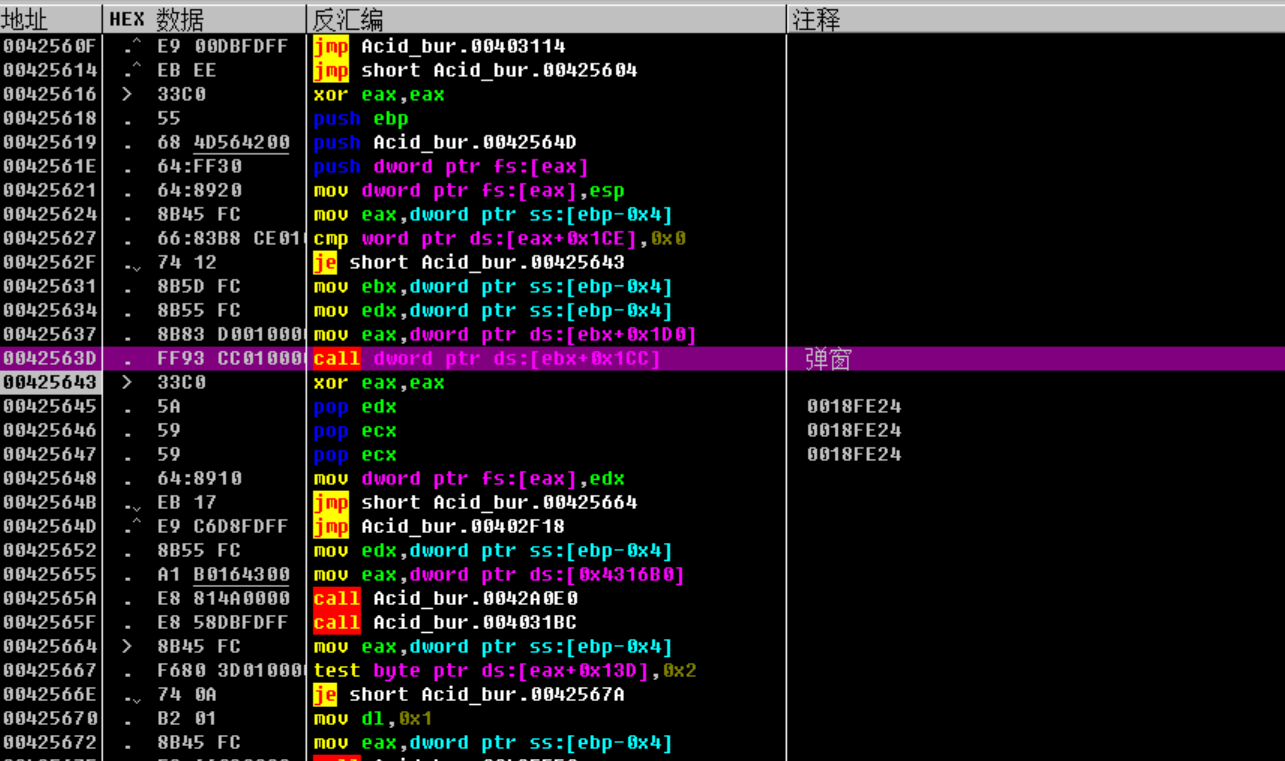 地址 HEX 数据 反汇编 注释
0042560F .^ E9 00DBFDFF jmp Acid_bur.00403114
00425614 .^ EB EE jmp short Acid_bur.00425604
00425616 > 33C0 xor eax,eax
00425618 . 55 push ebp
00425619 . 68 4D564200 push Acid_bur.0042564D
0042561E . 64:FF30 push dword ptr fs:[eax]
00425621 . 64:8920 mov dword ptr fs:[eax],esp
00425624 . 8B45 FC mov eax,dword ptr ss:[ebp-0x4]
00425627 . 66:83B8 CE01 cmp word ptr ds:[eax+0x1CE],0x0
0042562F .v 74 12 je short Acid_bur.00425643
00425631 . 8B5D FC mov ebx,dword ptr ss:[ebp-0x4]
00425634 . 8B55 FC mov edx,dword ptr ss:[ebp-0x4]
00425637 . 8B83 D0010000 mov eax,dword ptr ds:[ebx+0x1D0]
0042563D . FF93 CC010000 call dword ptr ds:[ebx+0x1CC] 弹窗
00425643 > 33C0 xor eax,eax
00425645 . 5A pop edx 0018FE24
00425646 . 59 pop ecx 0018FE24
00425647 . 59 pop ecx 0018FE24
00425648 . 64:8910 mov dword ptr fs:[eax],edx
0042564B .v EB 17 jmp short Acid_bur.00425664
0042564D .^ E9 C6D8FDFF jmp Acid_bur.00402F18
00425652 . 8B55 FC mov edx,dword ptr ss:[ebp-0x4]
00425655 . A1 B0164300 mov eax,dword ptr ds:[0x4316B0]
0042565A . E8 814A0000 call Acid_bur.0042A0E0
0042565F . E8 58DBFDFF call Acid_bur.004031BC
00425664 > 8B45 FC mov eax,dword ptr ss:[ebp-0x4]
00425667 . F680 3D010000 test byte ptr ds:[eax+0x13D],0x2
0042566E .v 74 0A je short Acid_bur.0042567A
00425670 . B2 01 mov dl,0x1
00425672 . 8B45 FC mov eax,dword ptr ss:[ebp-0x4]